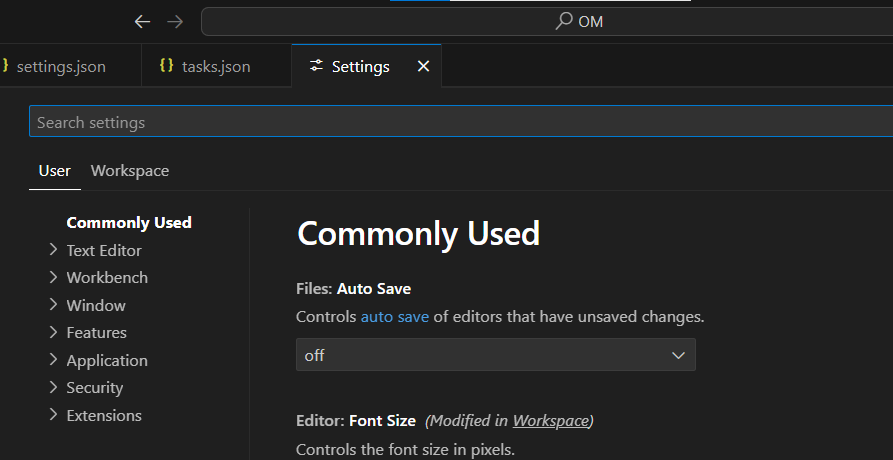 OM
settings.json
{} tasks.json
Settings
Search settings
User Workspace
Commonly Used
Text Editor
Workbench
Window
Features
Application
Security
Extensions
Commonly Used
Files: Auto Save
Controls auto save of editors that have unsaved changes.
off
Editor: Font Size (Modified in Workspace)
Controls the font size in pixels.